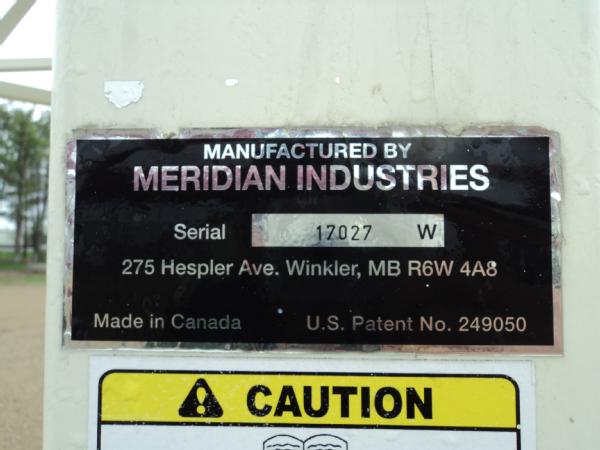 MANUFACTURED BY
MERIDIAN INDUSTRIES
Serial 17027 W
275 Hespler Ave. Winkler, MB R6W 4A8
Made in Canada U.S. Patent No. 249050
CAUTION